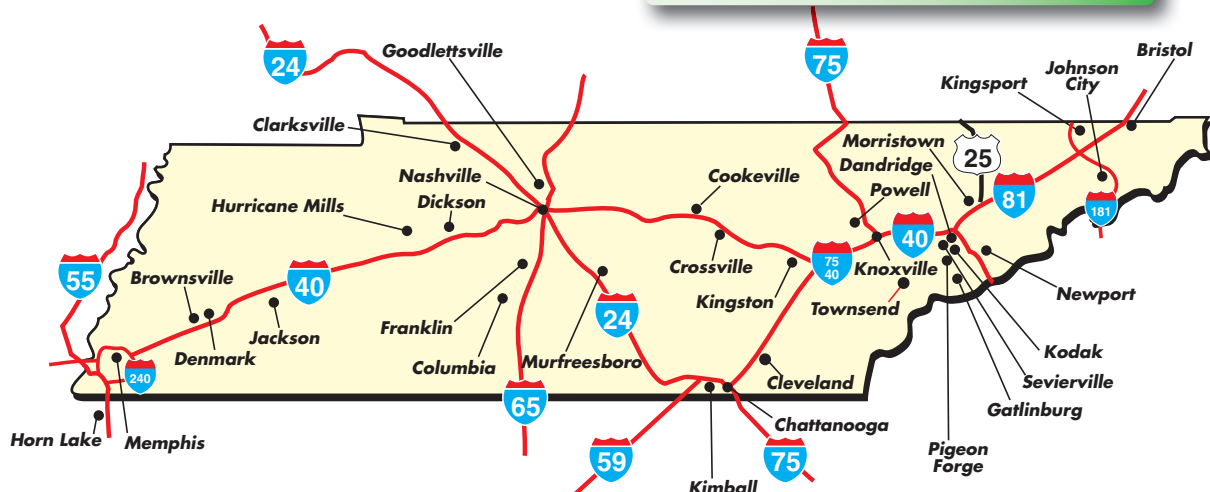 24
Goodlettsville
75
Bristol
Johnson
City
Kingsport
Clarksville
Morristown
25
Dandridge
Nashville
Cookeville
Powell
Dickson
81
Hurricane Mills
181
40
55
Crossville
75
40
Knoxville
Brownsville
40
Kingston
Townsend
Newport
Jackson
Franklin
24
Denmark
Columbia
Murfreesboro
Kodak
240
Cleveland
Sevierville
65
Gatlinburg
Horn Lake
Memphis
Chattanooga
59
75
Pigeon
Forge
Kimball